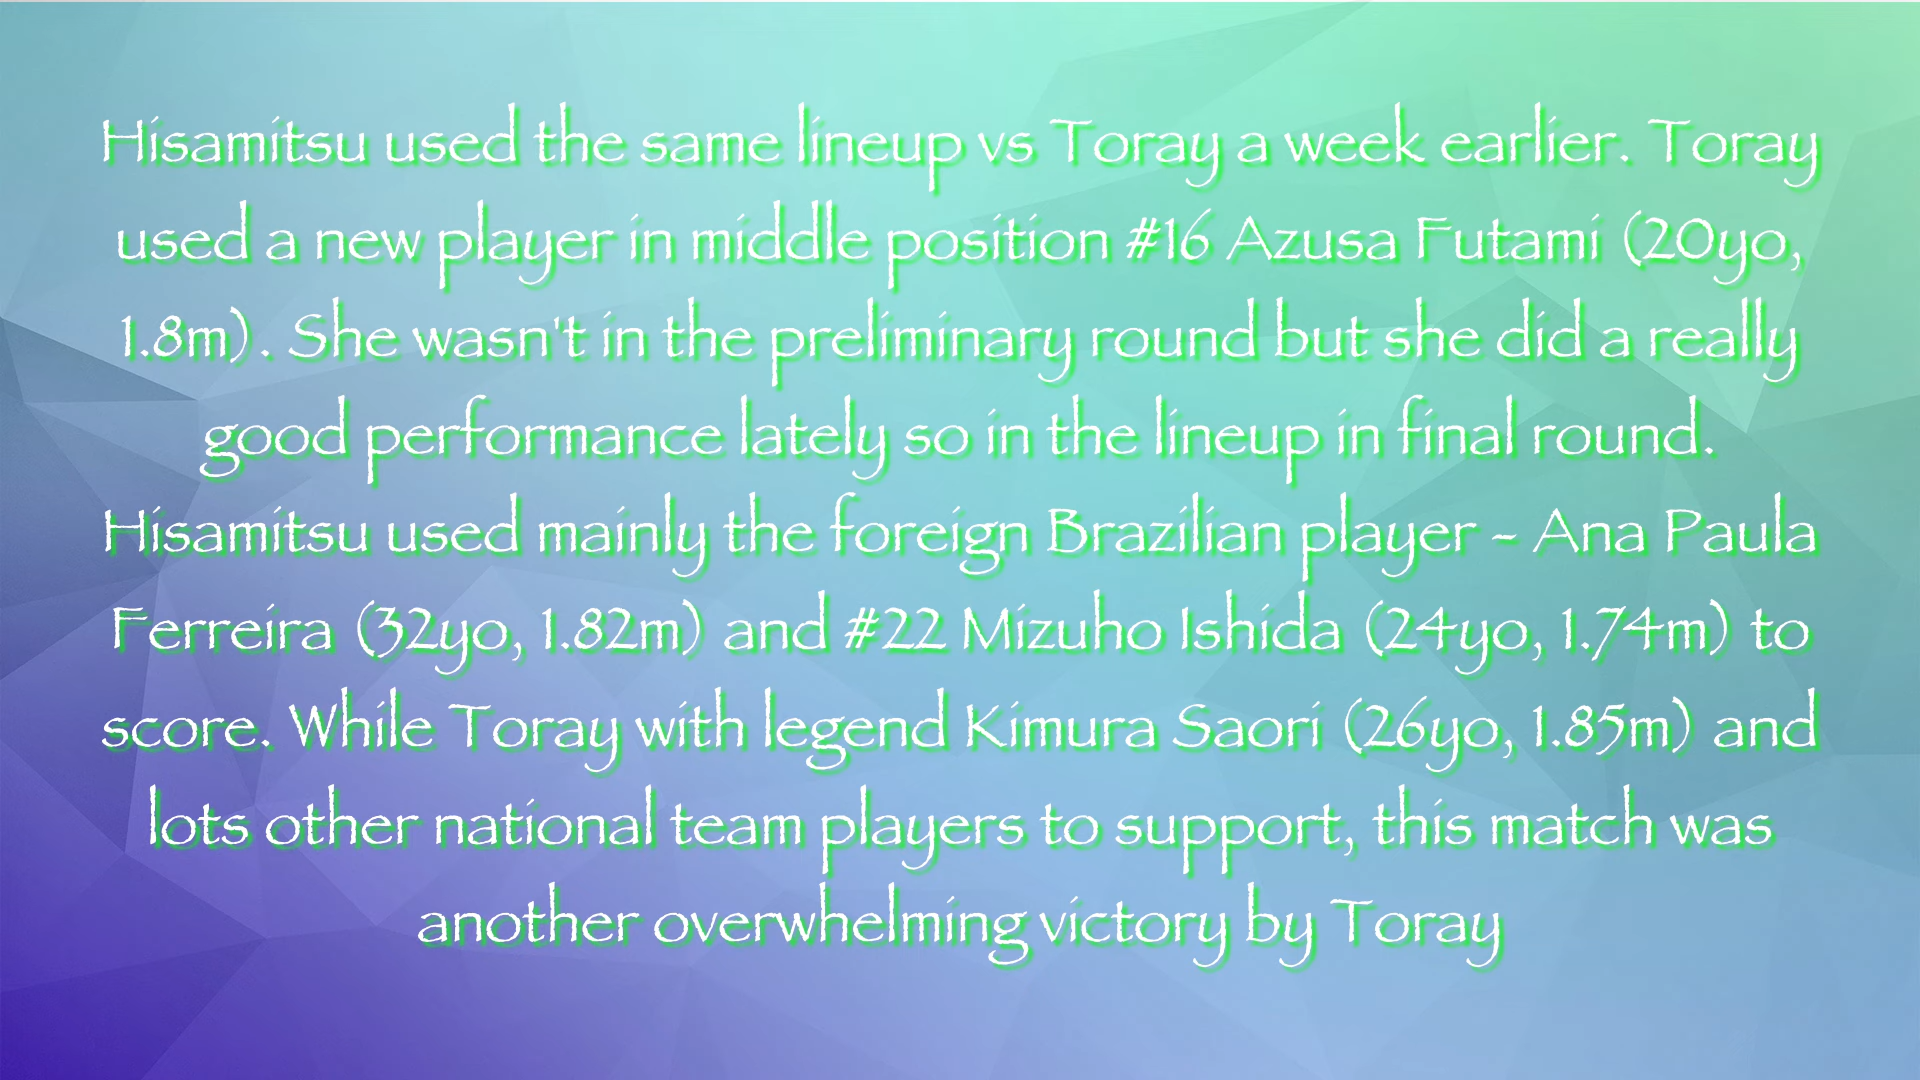 Hisamitsu used the same lineup vs Toray a week earlier. Toray
used a new player in middle position #16 Azusa Futami (20yo,
1.8m) . She wasn't in the preliminary round but she did a really
good performance lately so in the lineup in final round.
Hisamitsu used mainly the foreign Brazilian player - Ana Paula
Ferreira (32yo, 1.82m) and #22 Mizuho Ishida (24yo, 1.74m) to
score. While Toray with legend Kimura Saori (26yo, 1.85m) and
lots other national team players to support, this match was
another overwhelming victory by Toray